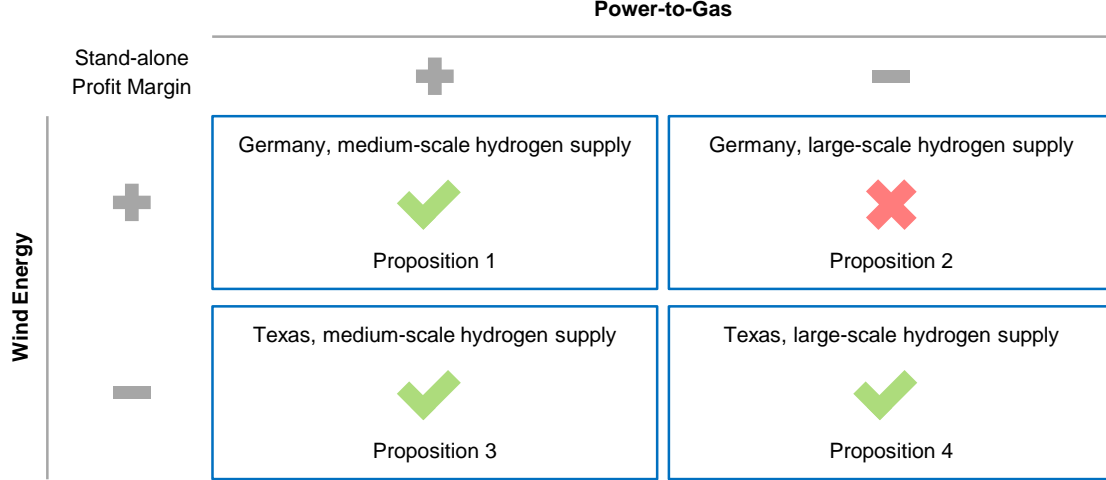 Power-to-Gas
Stand-alone
Profit Margin
Wind Energy
Germany, medium-scale hydrogen supply
Proposition 1
Germany, large-scale hydrogen supply
Proposition 2
Texas, medium-scale hydrogen supply
Proposition 3
Texas, large-scale hydrogen supply
Proposition 4